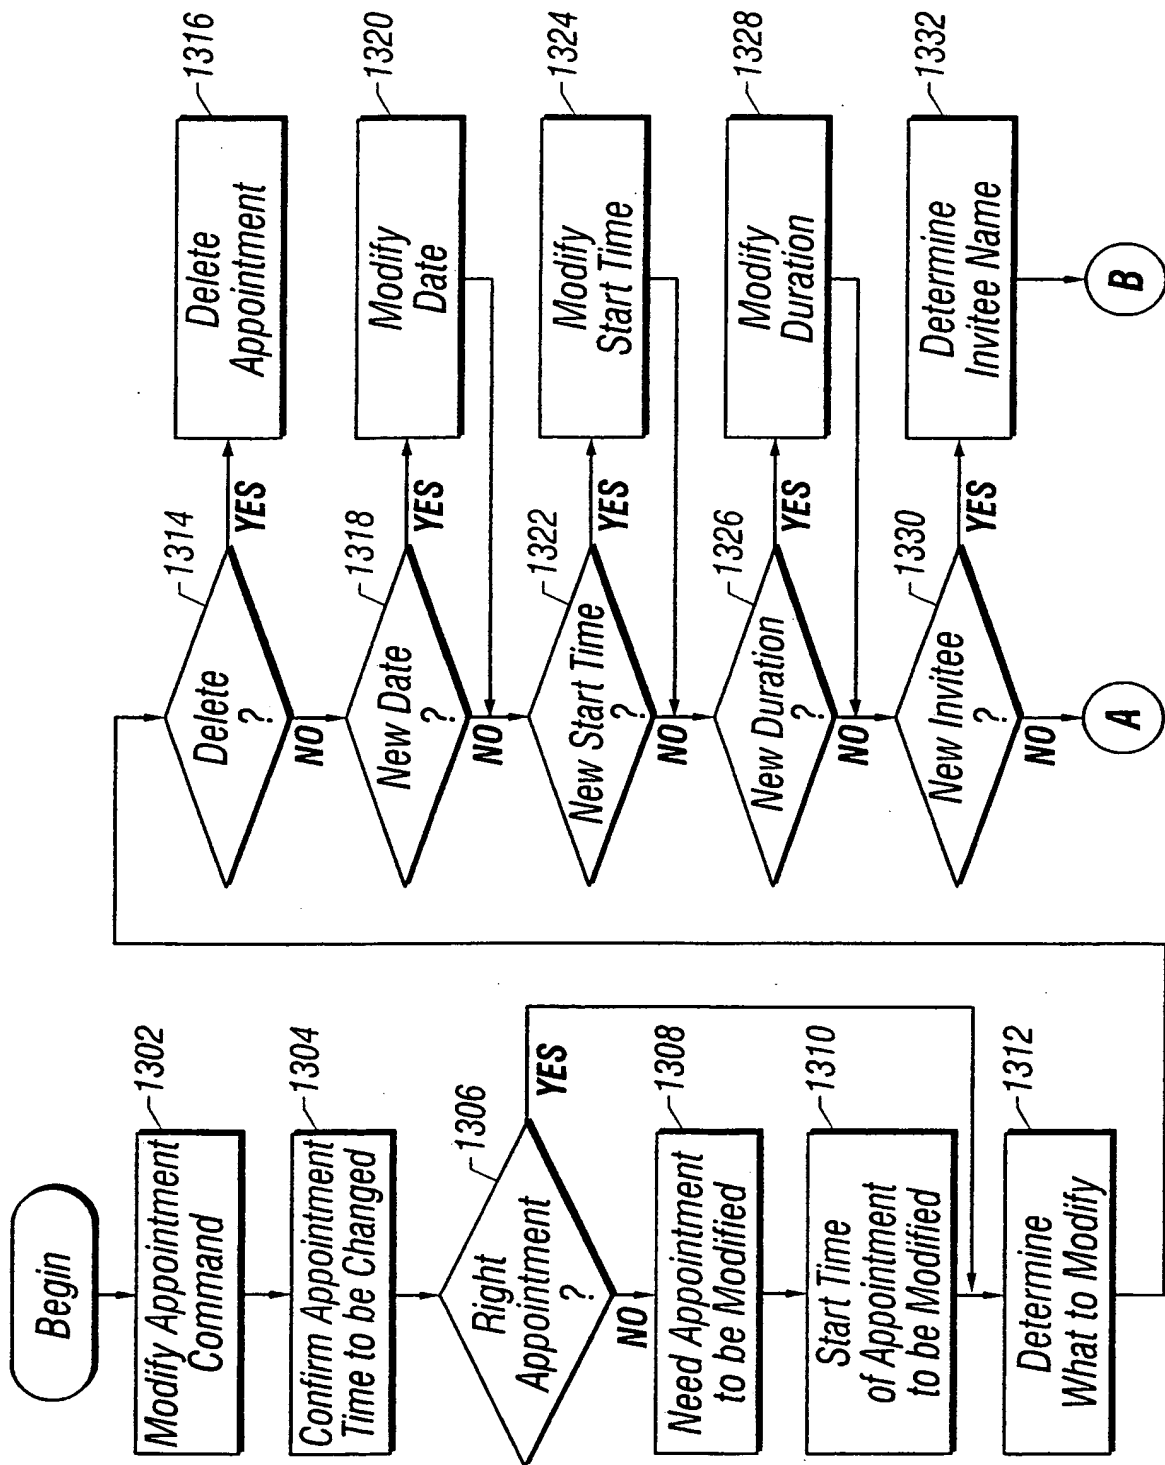 Begin
Modify Appointment
Command
1302
Confirm Appointment
Time to be Changed
1304
Right
Appointment
?
1306
YES
NO
Need Appointment
to be Modified
1308
Start Time
of Appointment
to be Modified
1310
Determine
What to Modify
1312
Delete
?
1314
YES
NO
Delete
Appointment
1316
New Date
?
1318
YES
NO
Modify
Date
1320
New Start Time
?
1322
YES
NO
Modify
Start Time
1324
New Duration
?
1326
YES
NO
Modify
Duration
1328
New Invitee
?
1330
YES
NO
Determine
Invitee Name
1332
A
B